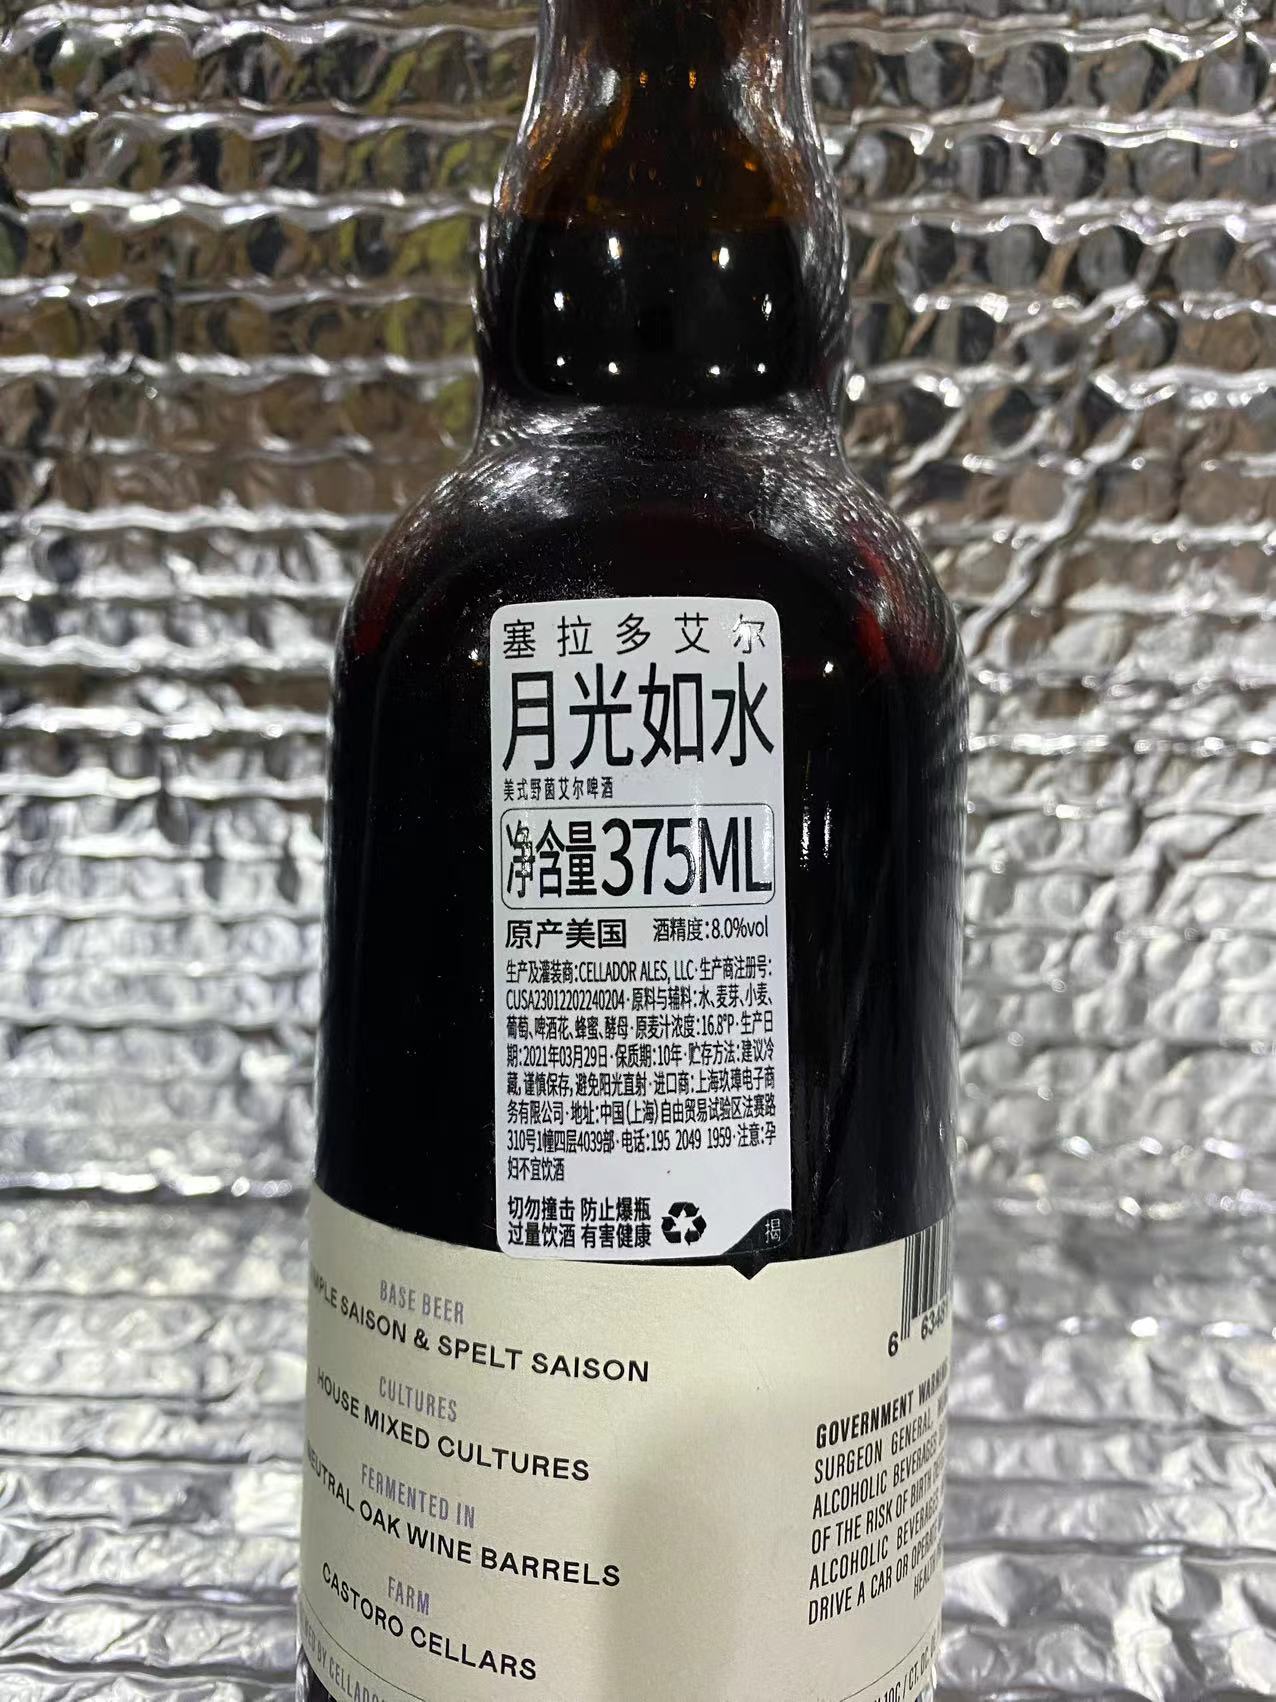 塞拉多艾尔
月光如水
美式野菌艾尔啤酒
净含量375ML
原产美国 酒精度:8.0%vol
生产及灌装商:CELLADOR ALES, LLC·生产商注册号:
CUSA23012202240204·原料与辅料:水、麦芽、小麦、
葡萄、啤酒花、蜂蜜、酵母·原麦汁浓度:16.8°P·生产日
期:2021年03月29日·保质期:10年·贮存方法:建议冷
藏,谨慎保存,避免阳光直射·进口商:上海玖璋电子商
务有限公司·地址:中国(上海)自由贸易试验区法赛路
310号1幢四层4039部·电话:195 2049 1959·注意:孕
妇不宜饮酒
切勿撞击 防止爆瓶
过量饮酒 有害健康
揭
BASE BEER
SAISON & SPELT SAISON
CULTURES
HOUSE MIXED CULTURES
FERMENTED IN
NEUTRAL OAK WINE BARRELS
FARM
CASTORO CELLARS
BY CELLADOR
6 6348
GOVERNMENT
SURGEON GENERAL,
ALCOHOLIC BEVERAGES
OF THE RISK OF BIRTH
ALCOHOLIC BEVERAGES
DRIVE A CAR OR OPERATE